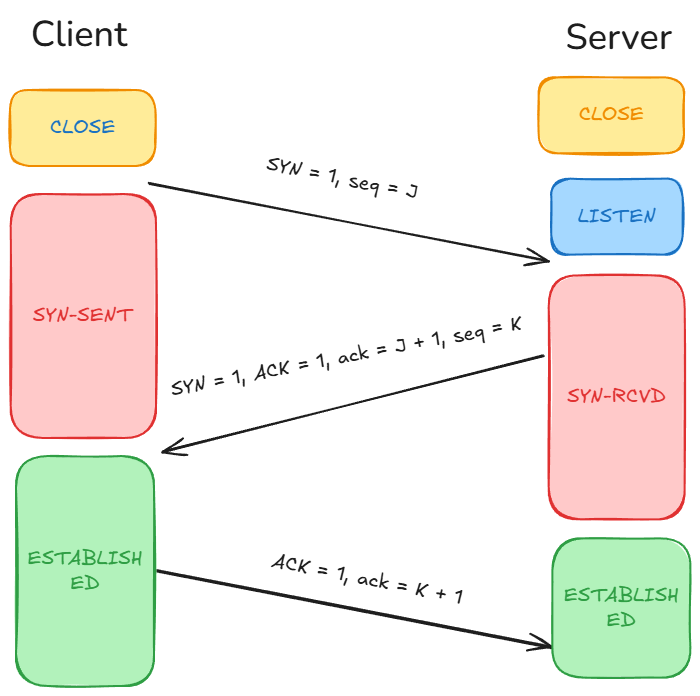 Client
Server
CLOSE
CLOSE
SYN = 1, seq = J
LISTEN
SYN-SENT
SYN = 1, ACK = 1, ack = J + 1, seq = K
SYN-RCVD
ESTABLISH
ED
ACK = 1, ack = K + 1
ESTABLISH
ED